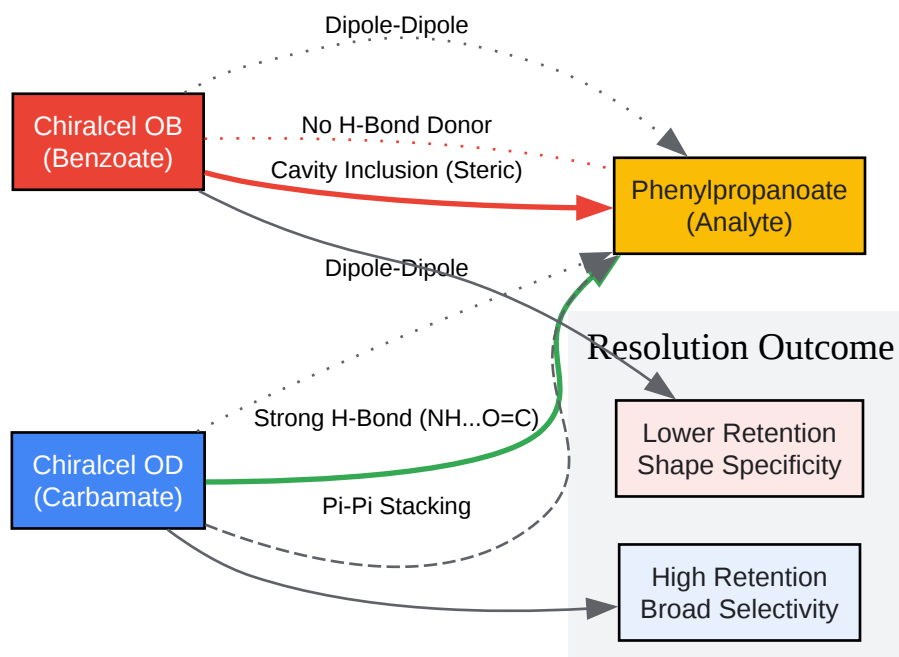 Dipole-Dipole
Chiralcel OB
(Benzoate)
No H-Bond Donor
Cavity Inclusion (Steric)
Phenylpropanoate
(Analyte)
Dipole-Dipole
Resolution Outcome
Strong H-Bond (NH...O=C)
Lower Retention
Shape Specificity
Chiralcel OD
(Carbamate)
Pi-Pi Stacking
High Retention
Broad Selectivity